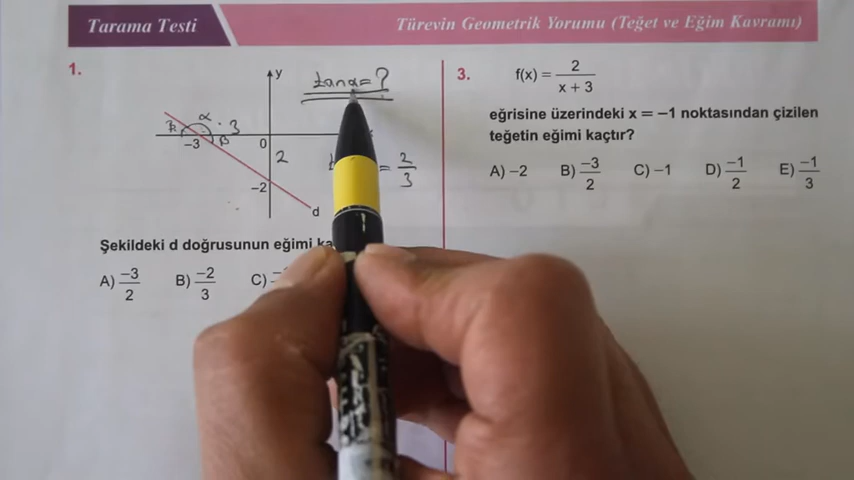 Tarama Testi
Türevin Geometrik Yorumu (Teğet ve Eğim Kavramı)
1.
y
tanα=?
α
3
k
β
-3
0
2
-2
= 2/3
d
Şekildeki d doğrusunun eğimi
A) -3/2 B) -2/3 C)
3.
f(x) = 2/(x + 3)
eğrisine üzerindeki x = -1 noktasından çizilen
teğetin eğimi kaçtır?
A) -2 B) -3/2 C) -1 D) -1/2 E) -1/3